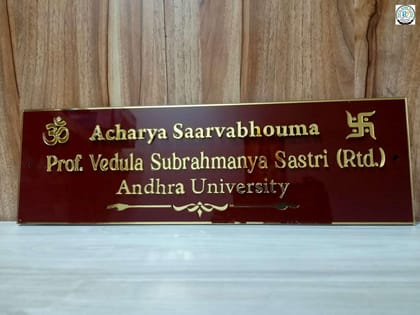 ॐ
Acharya Saarvabhouma
Prof. Vedula Subrahmanya Sastri (Rtd.)
Andhra University